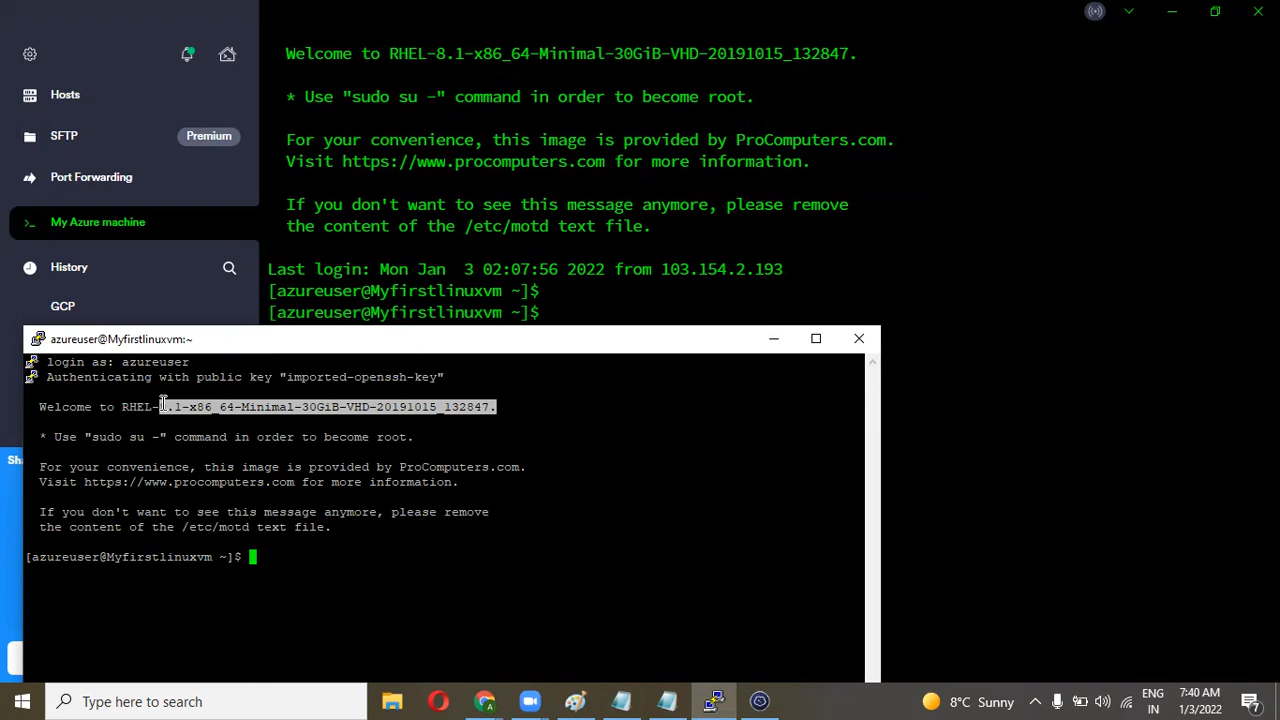 Hosts
SFTP
Premium
Port Forwarding
>_ My Azure machine
History
GCP
Welcome to RHEL-8.1-x86_64-Minimal-30GiB-VHD-20191015_132847.
* Use "sudo su -" command in order to become root.
For your convenience, this image is provided by ProComputers.com.
Visit https://www.procomputers.com for more information.
If you don't want to see this message anymore, please remove
the content of the /etc/motd text file.
Last login: Mon Jan  3 02:07:56 2022 from 103.154.2.193
[azureuser@Myfirstlinuxvm ~]$
[azureuser@Myfirstlinuxvm ~]$
azureuser@Myfirstlinuxvm:~
login as: azureuser
Authenticating with public key "imported-openssh-key"
Welcome to RHEL-8.1-x86_64-Minimal-30GiB-VHD-20191015_132847.
* Use "sudo su -" command in order to become root.
For your convenience, this image is provided by ProComputers.com.
Visit https://www.procomputers.com for more information.
If you don't want to see this message anymore, please remove
the content of the /etc/motd text file.
[azureuser@Myfirstlinuxvm ~]$
Type here to search
8°C Sunny
ENG
IN
7:40 AM
1/3/2022
7